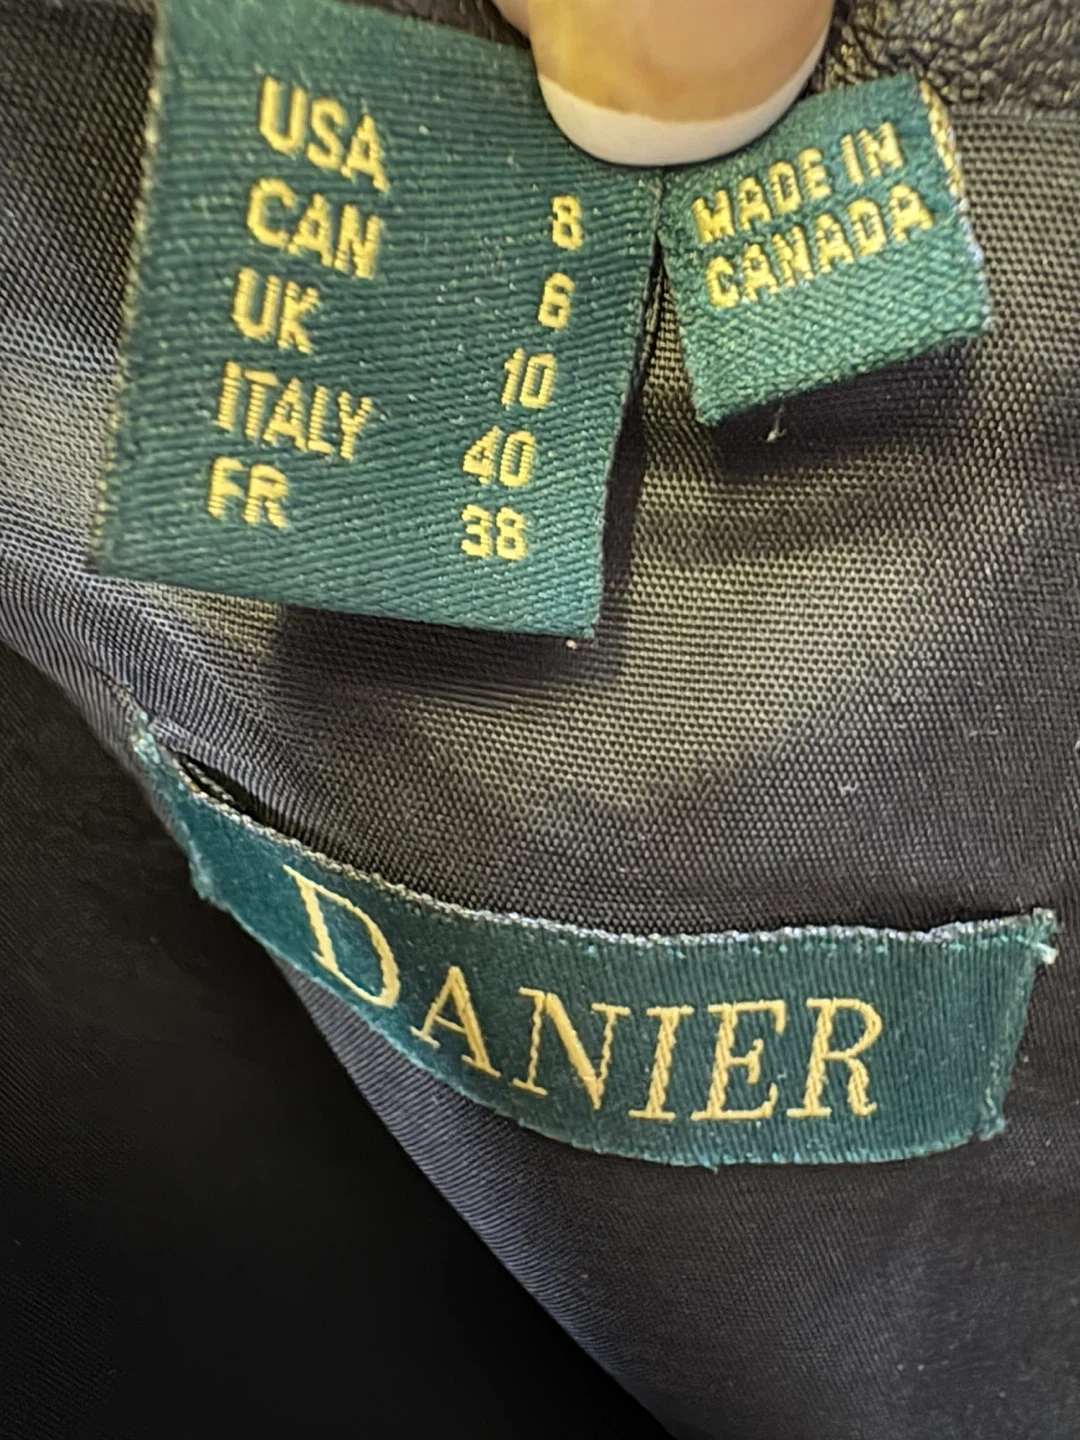 USA 8
CAN 6
UK 10
ITALY 40
FR 38
MADE IN
CANADA
DANIER